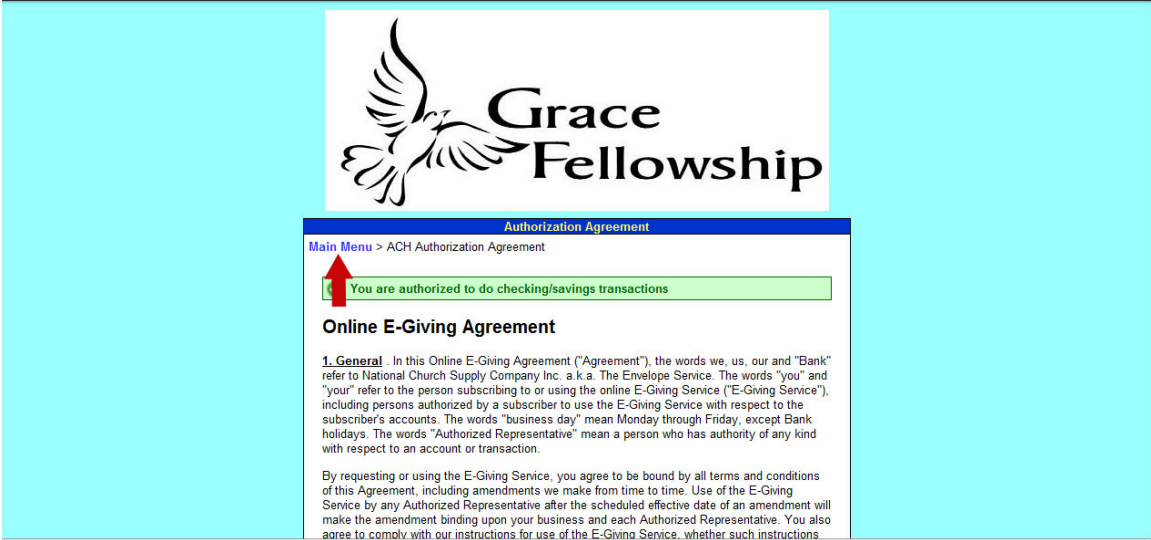 Grace
Fellowship
Authorization Agreement
Main Menu > ACH Authorization Agreement
You are authorized to do checking/savings transactions
Online E-Giving Agreement
1. General . In this Online E-Giving Agreement ("Agreement"), the words we, us, our and "Bank"
refer to National Church Supply Company Inc. a.k.a. The Envelope Service. The words "you" and
"your" refer to the person subscribing to or using the online E-Giving Service ("E-Giving Service"),
including persons authorized by a subscriber to use the E-Giving Service with respect to the
subscriber's accounts. The words "business day" mean Monday through Friday, except Bank
holidays. The words "Authorized Representative" mean a person who has authority of any kind
with respect to an account or transaction.
By requesting or using the E-Giving Service, you agree to be bound by all terms and conditions
of this Agreement, including amendments we make from time to time. Use of the E-Giving
Service by any Authorized Representative after the scheduled effective date of an amendment will
make the amendment binding upon your business and each Authorized Representative. You also
agree to comply with our instructions for use of the E-Giving Service, whether such instructions